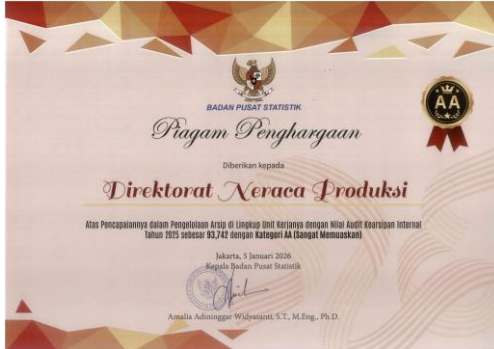 BADAN PUSAT STATISTIK
AA
Piagam Penghargaan
Diberikan kepada
Direktorat Neraca Produksi
Atas Pencapaiannya dalam Pengelolaan Arsip di Lingkup Unit Kerjanya dengan Nilai Audit Kearsipan Internal
Tahun 2025 sebesar 93,742 dengan Kategori AA (Sangat Memuaskan)
Jakarta, 5 Januari 2026
Kepala Badan Pusat Statistik
Amalia Adininggar Widyasanti, S.T., M.Eng., Ph.D.